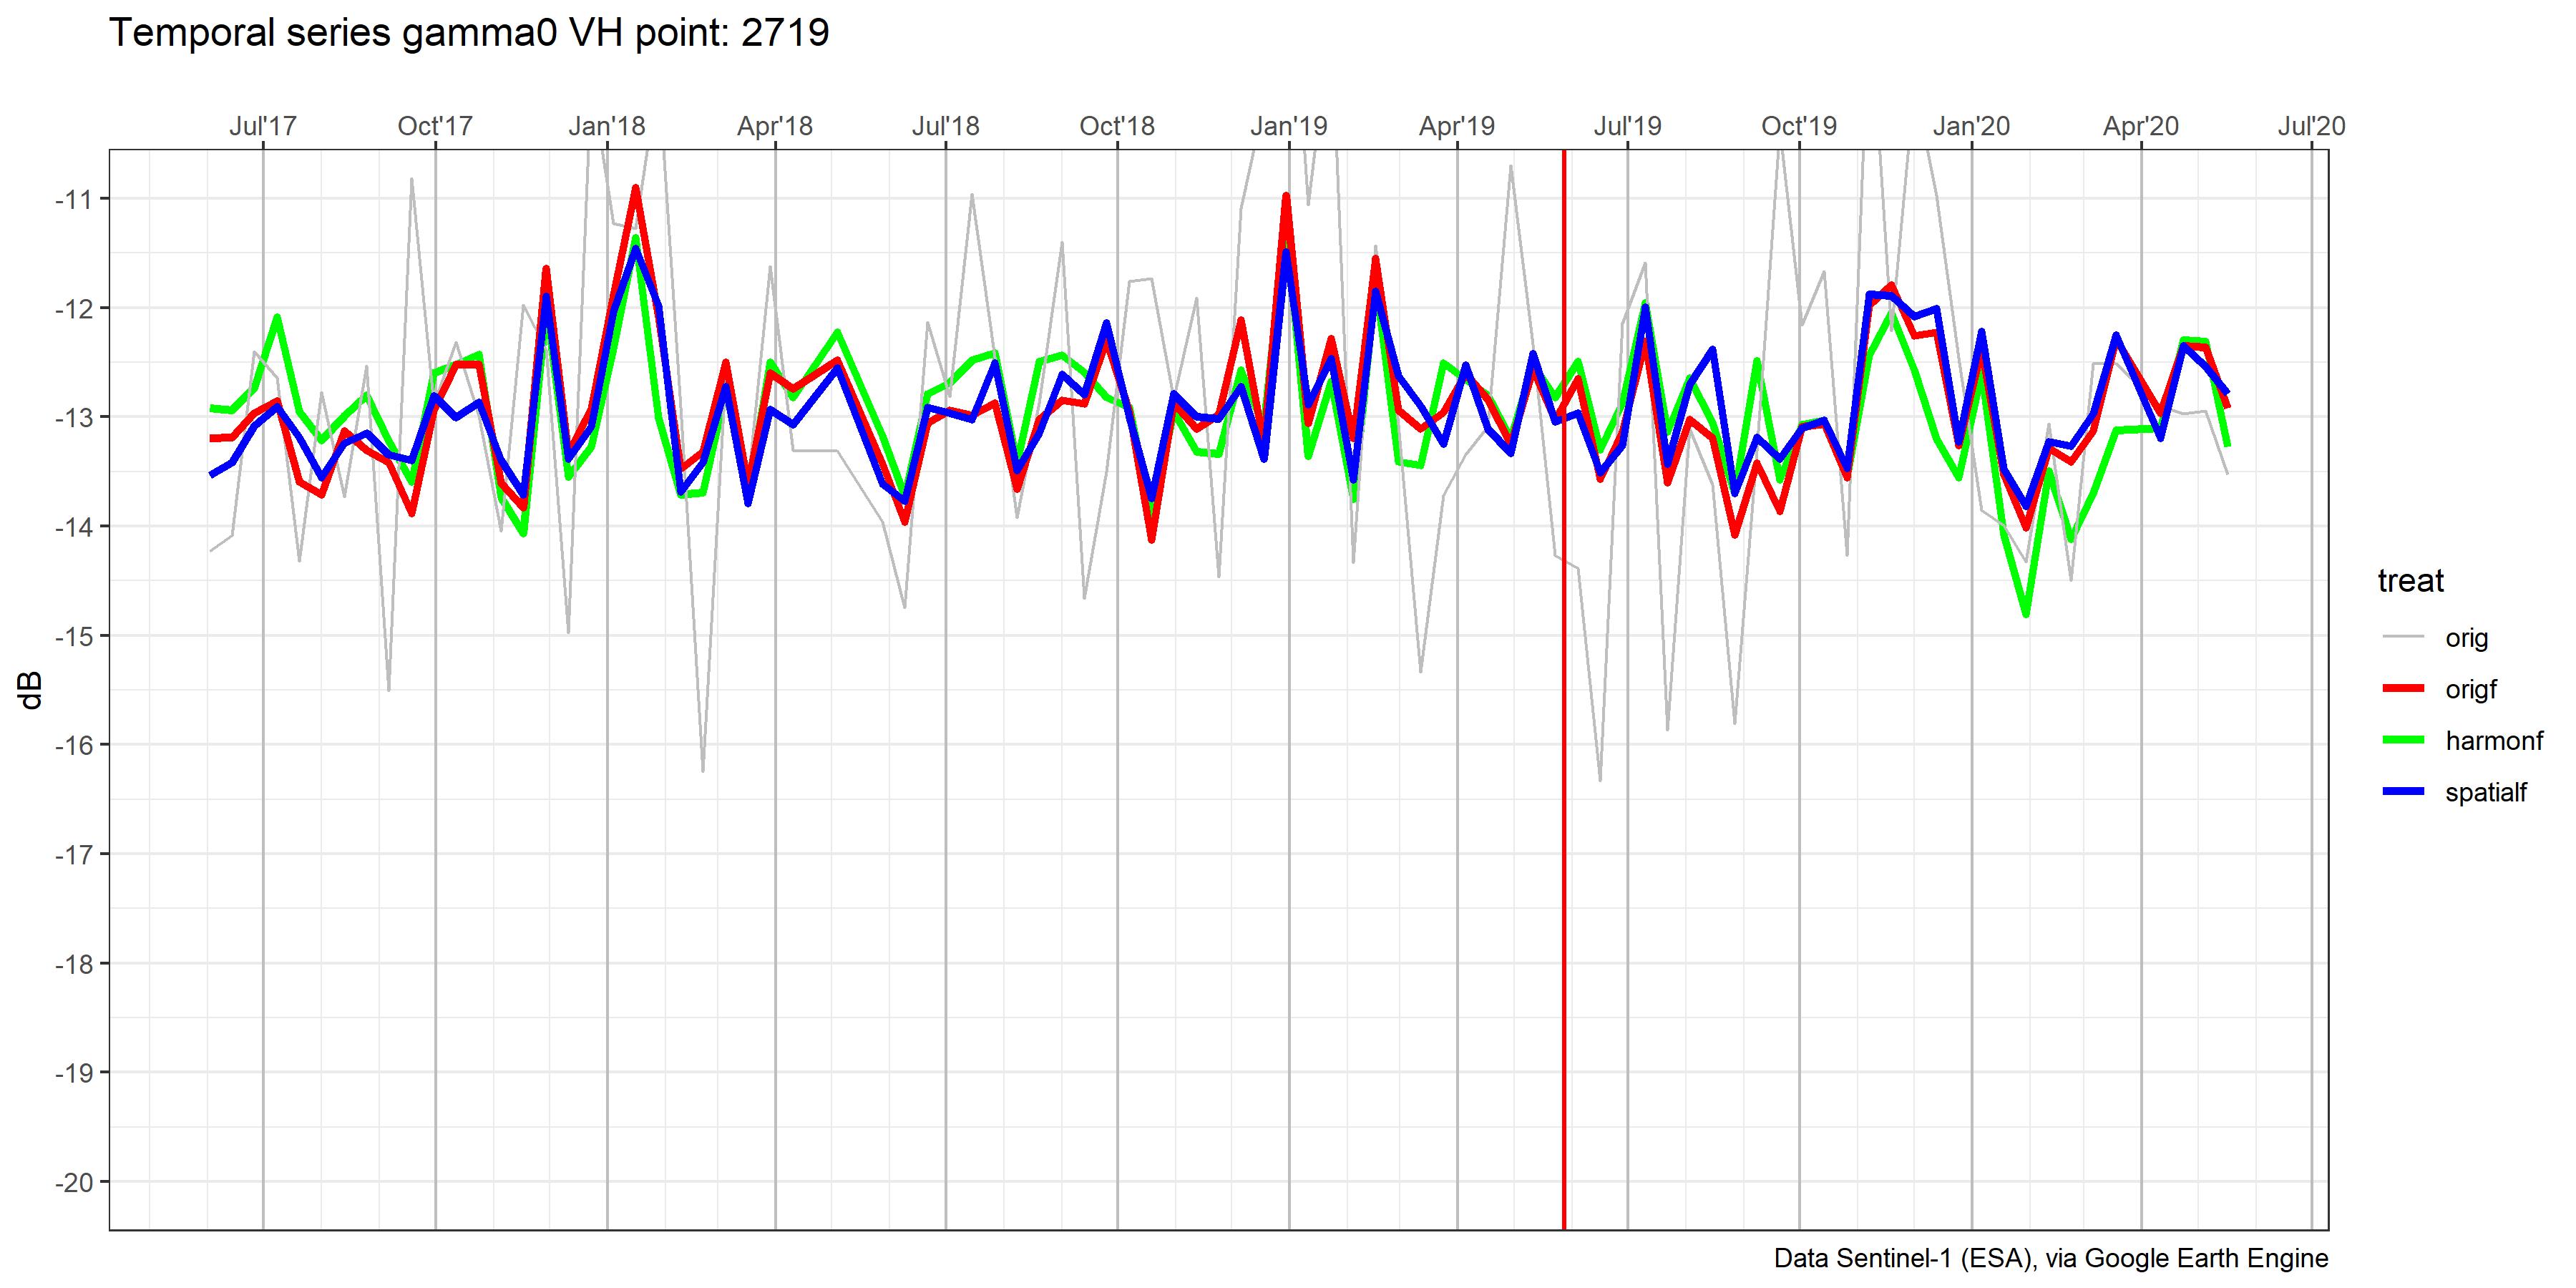 Temporal series gamma0 VH point: 2719
Jul'17 Oct'17 Jan'18 Apr'18 Jul'18 Oct'18 Jan'19 Apr'19 Jul'19 Oct'19 Jan'20 Apr'20 Jul'20
-11
-12
-13
-14
-15
-16
-17
-18
-19
-20
dB
treat
orig
origf
harmonf
spatialf
Data Sentinel-1 (ESA), via Google Earth Engine